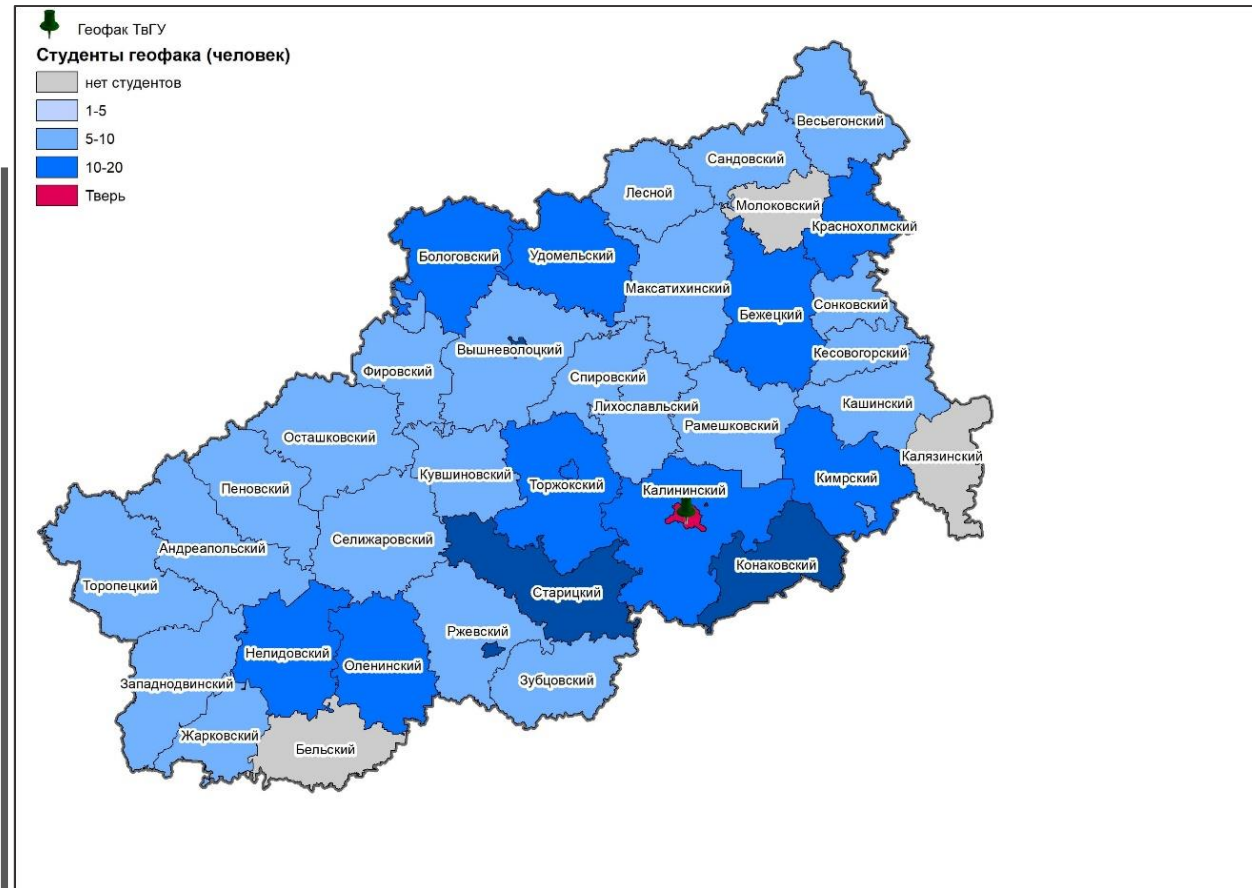 Геофак ТвГУ
Студенты геофака (человек)
нет студентов
1-5
5-10
10-20
Тверь
Весьегонский
Сандовский
Лесной
Молоковский
Краснохолмский
Бологовский
Удомельский
Максатихинский
Сонковский
Бежецкий
Вышневолоцкий
Кесовогорский
Фировский
Спировский
Лихославльский
Кашинский
Рамешковский
Осташковский
Калязинский
Кувшиновский
Торжокский
Калининский
Кимрский
Пеновский
Селижаровский
Андреапольский
Конаковский
Торопецкий
Старицкий
Ржевский
Нелидовский
Оленинский
Зубцовский
Западнодвинский
Жарковский
Бельский